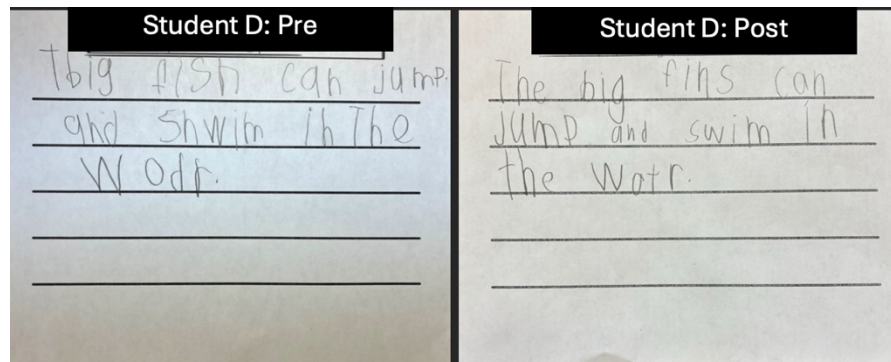 Student D: Pre
Tbig fish can jump.
and Shwim in The
Wodr.
Student D: Post
The big fihs can
Jump and swim in
the Watr.